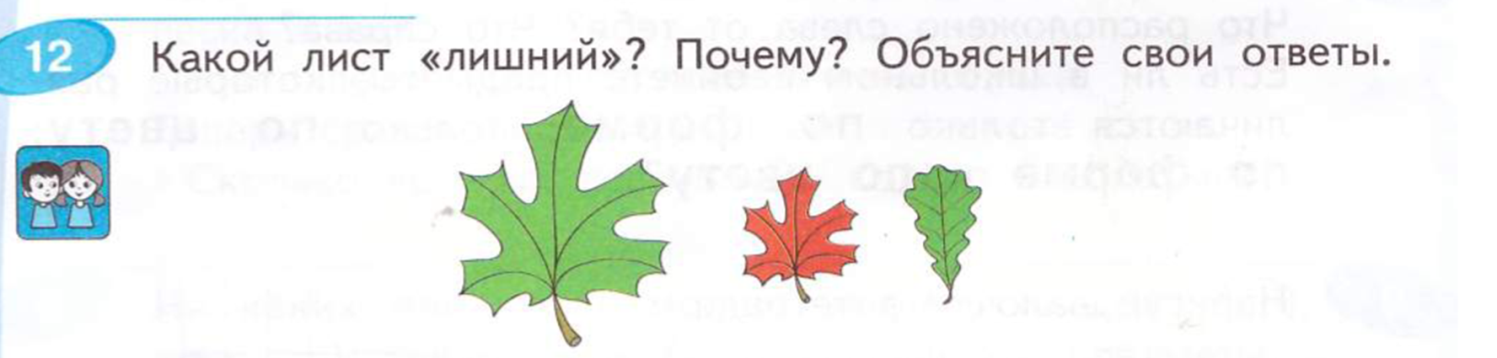 12 Какой лист «лишний»? Почему? Объясните свои ответы.